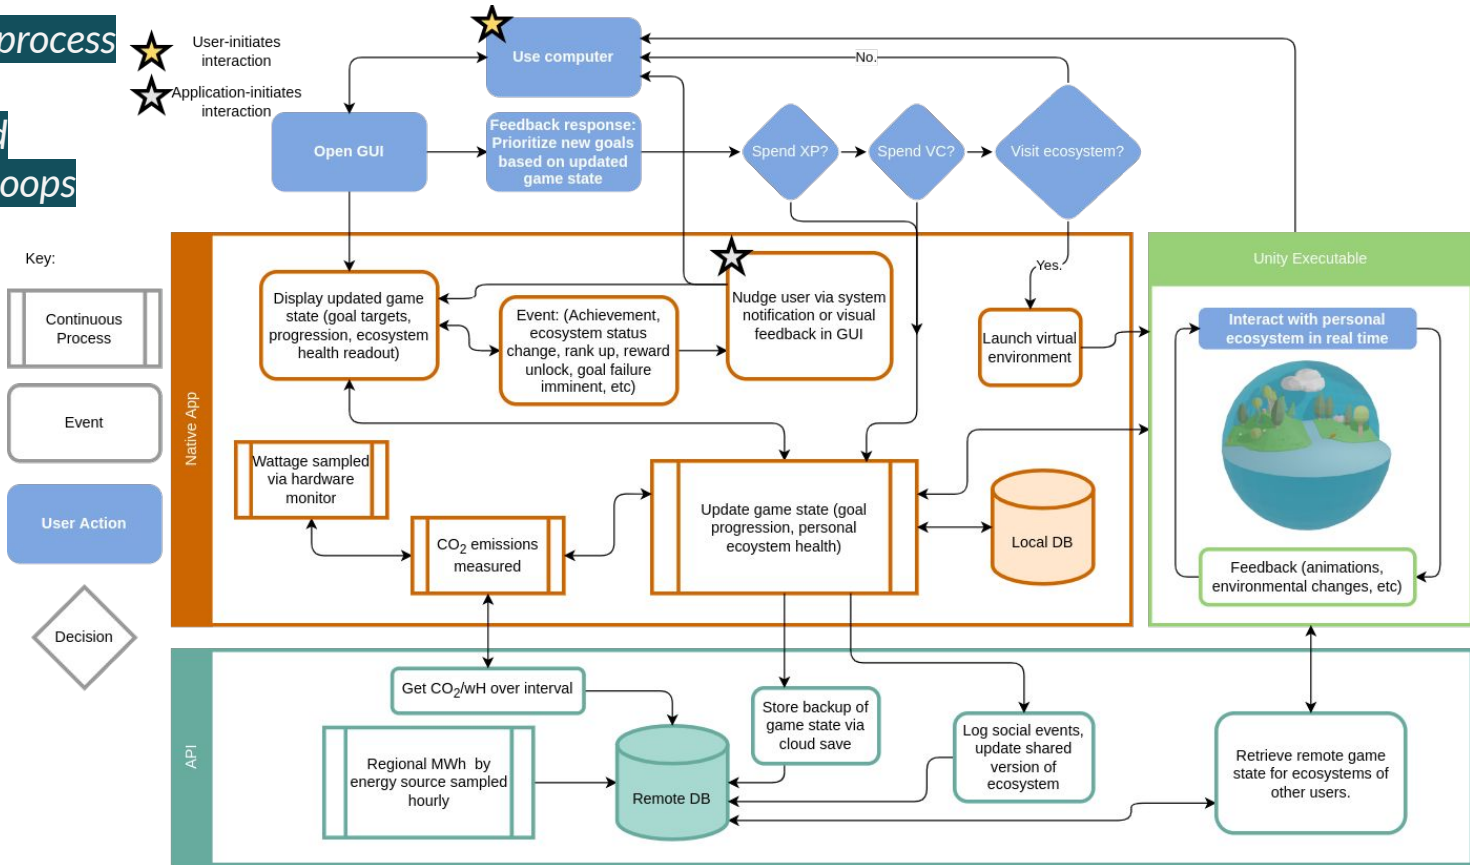 process
d
oops
User-initiates
interaction
Application-initiates
interaction
Key:
Continuous
Process
Event
User Action
Decision
Use computer
No.
Open GUI
Feedback response:
Prioritize new goals
based on updated
game state
Spend XP?
Spend VC?
Visit ecosystem?
Yes.
Native App
Display updated game
state (goal targets,
progression, ecosystem
health readout)
Event: (Achievement,
ecosystem status
change, rank up, reward
unlock, goal failure
imminent, etc)
Nudge user via system
notification or visual
feedback in GUI
Launch virtual
environment
Wattage sampled
via hardware
monitor
CO2 emissions
measured
Update game state (goal
progression, personal
ecoystem health)
Local DB
Unity Executable
Interact with personal
ecosystem in real time
Feedback (animations,
environmental changes, etc)
API
Get CO2/wH over interval
Regional MWh by
energy source sampled
hourly
Remote DB
Store backup of
game state via
cloud save
Log social events,
update shared
version of
ecosystem
Retrieve remote game
state for ecosystems of
other users.